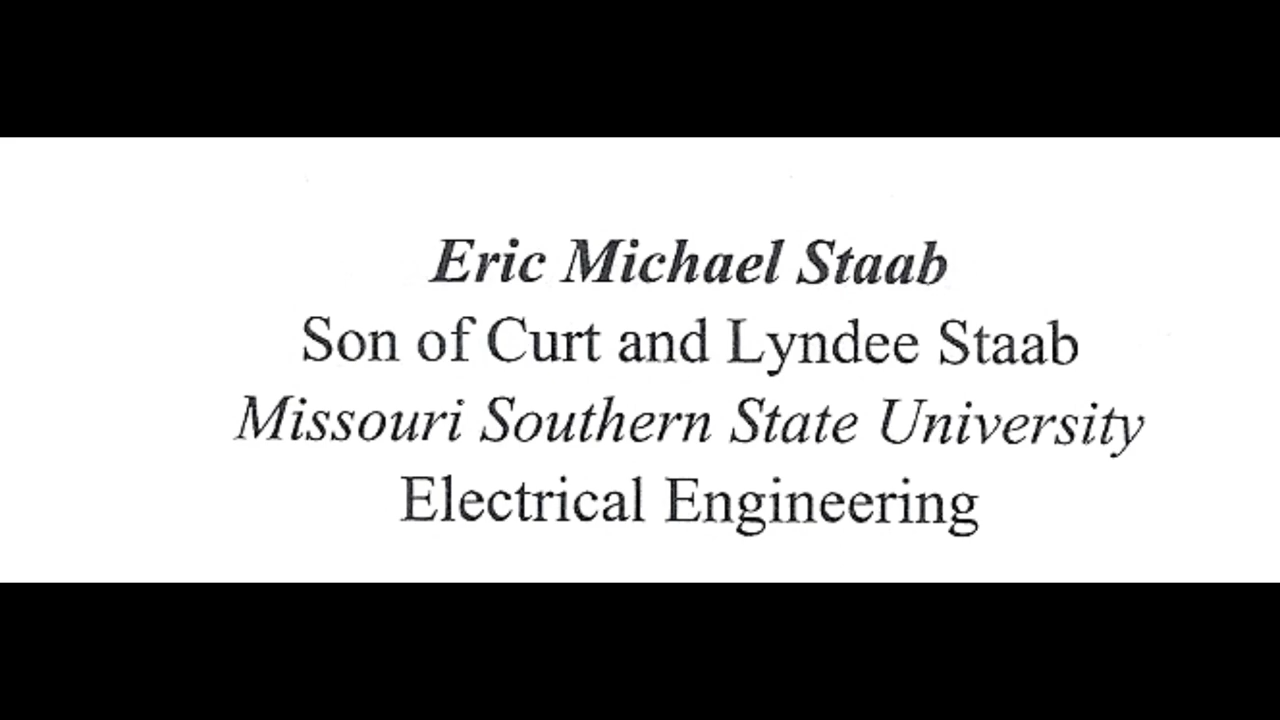 Eric Michael Staab
Son of Curt and Lyndee Staab
Missouri Southern State University
Electrical Engineering